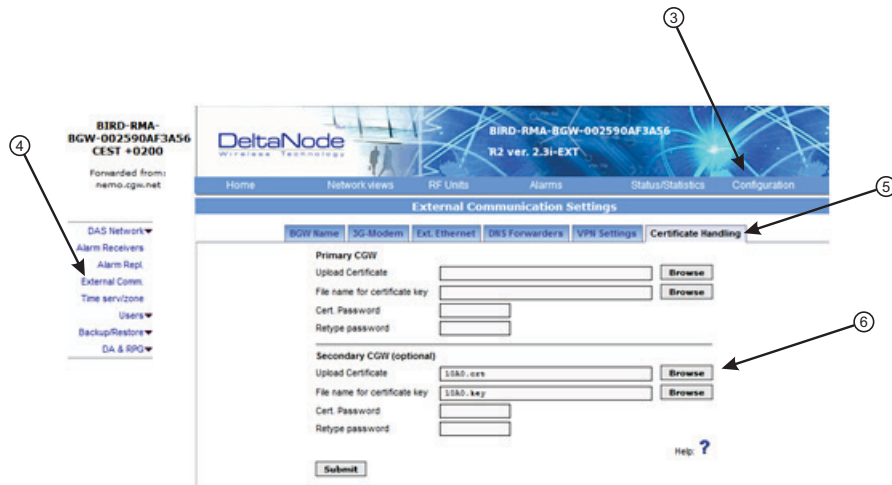 3
BIRD-RMA-
BGW-002590AF3A56
CEST +0200
Forwarded from:
nemo.cgw.net
4
DeltaNode
Wireless Technology
BIRD-RMA-BGW-002590AF3A56
R2 ver. 2.3i-EXT
Home Network views RF Units Alarms Status/Statistics Configuration
5
External Communication Settings
BGW Name 3G-Modem Ext. Ethernet DNS Forwarders VPN Settings Certificate Handling
DAS Network
Alarm Receivers
Alarm Repl.
External Comm.
Time serv/zone
Users
Backup/Restore
DA & RPG
Primary CGW
Upload Certificate Browse
File name for certificate key Browse
Cert. Password
Retype password
6
Secondary CGW (optional)
Upload Certificate 10A0.crt Browse
File name for certificate key 10A0.key Browse
Cert. Password
Retype password
Help: ?
Submit